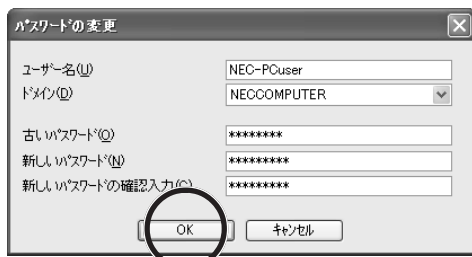 パスワードの変更
ユーザー名(U) NEC-PCuser
ドメイン(D) NECCOMPUTER
古いパスワード(O) ********
新しいパスワード(N) *********
新しいパスワードの確認入力(C) *********
OK キャンセル